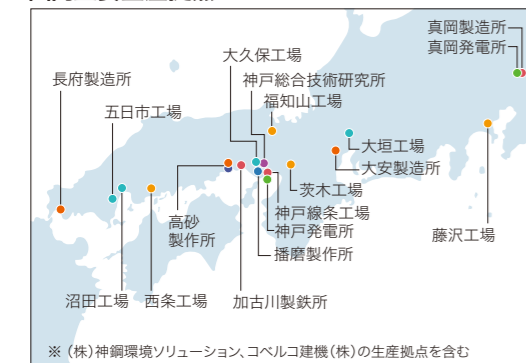 真岡製造所
真岡発電所
大久保工場
神戸総合技術研究所
長府製造所
福知山工場
五日市工場
大垣工場
大安製造所
茨木工場
高砂
製作所
神戸線条工場
神戸発電所
藤沢工場
播磨製作所
沼田工場
西条工場
加古川製鉄所
※ (株)神鋼環境ソリューション、コベルコ建機(株)の生産拠点を含む